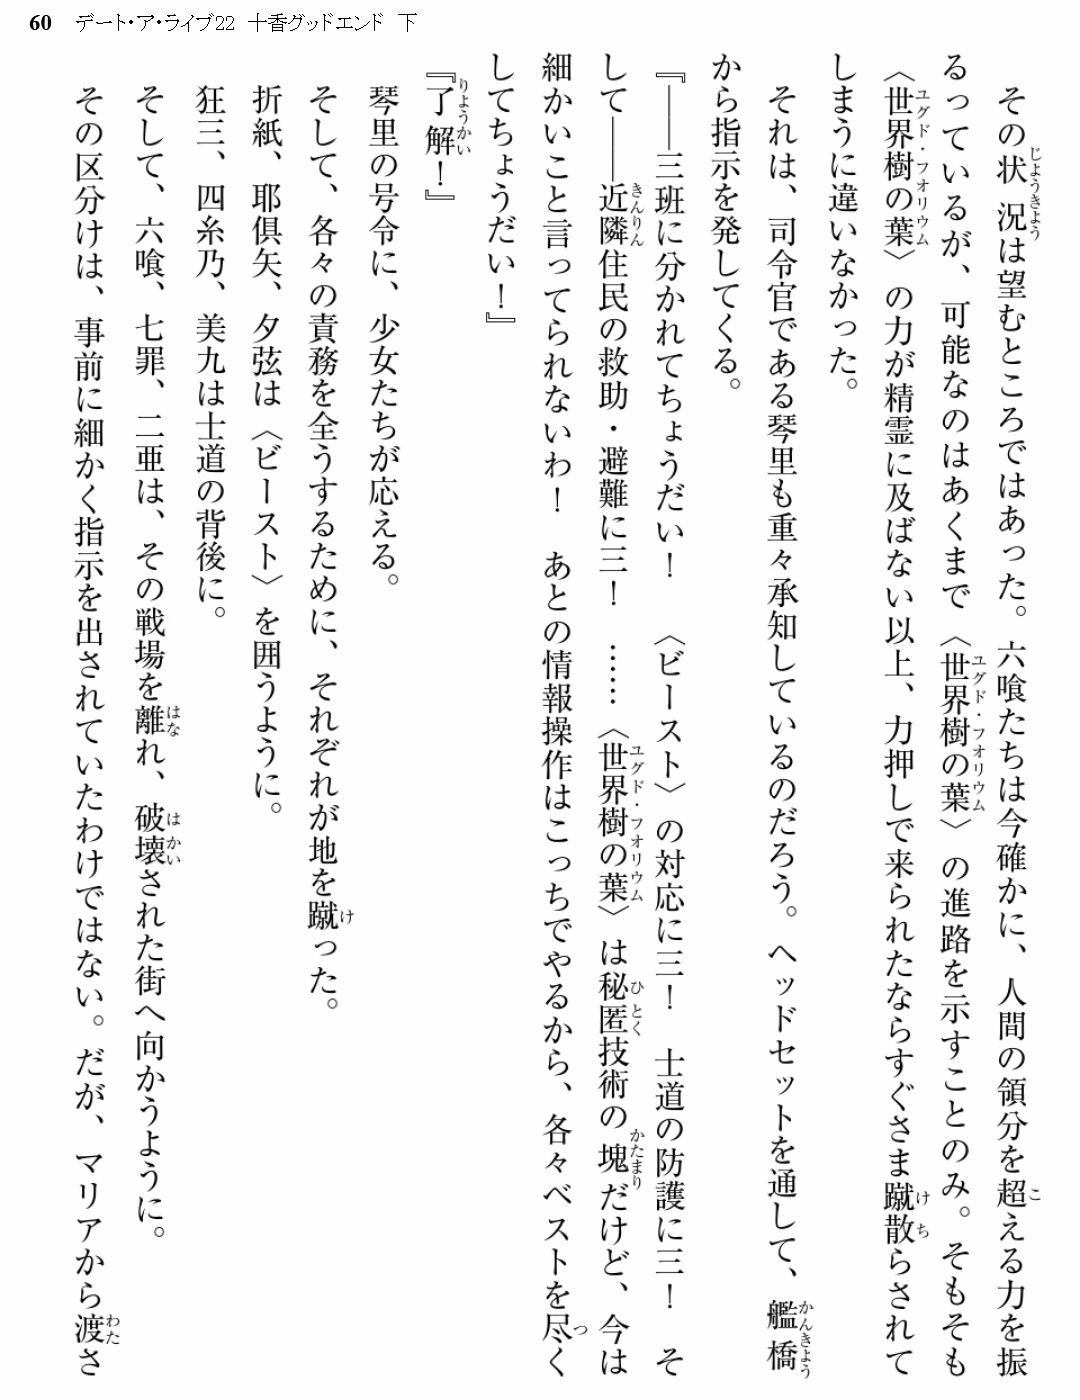 60 デート・ア・ライブ22 十香グッドエンド 下
　その状況は望むところではあった。六喰たちは今確かに、人間の領分を超える力を振
るっているが、可能なのはあくまで〈世界樹の葉〉の進路を示すことのみ。そもそも
〈世界樹の葉〉の力が精霊に及ばない以上、力押しで来られたならすぐさま蹴散らされて
しまうに違いなかった。
　それは、司令官である琴里も重々承知しているのだろう。ヘッドセットを通して、艦橋
から指示を発してくる。
『――三班に分かれてちょうだい！　〈ビースト〉の対応に三！　士道の防護に三！　そ
して――近隣住民の救助・避難に三！　……〈世界樹の葉〉は秘匿技術の塊だけど、今は
細かいこと言ってられないわ！　あとの情報操作はこっちでやるから、各々ベストを尽く
してちょうだい！』
『了解！』
　琴里の号令に、少女たちが応える。
　そして、各々の責務を全うするために、それぞれが地を蹴った。
　折紙、耶倶矢、夕弦は〈ビースト〉を囲うように。
　狂三、四糸乃、美九は士道の背後に。
　そして、六喰、七罪、二亜は、その戦場を離れ、破壊された街へ向かうように。
　その区分けは、事前に細かく指示を出されていたわけではない。だが、マリアから渡さ